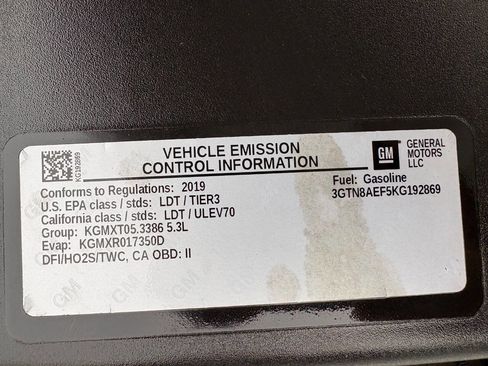 KG192869
VEHICLE EMISSION
CONTROL INFORMATION
GM
GENERAL
MOTORS
LLC
Conforms to Regulations: 2019
U.S. EPA class / stds: LDT / TIER3
California class / stds: LDT / ULEV70
Group: KGMXT05.3386 5.3L
Evap: KGMXR017350D
DFI/HO2S/TWC, CA OBD: II
Fuel: Gasoline
3GTN8AEF5KG192869